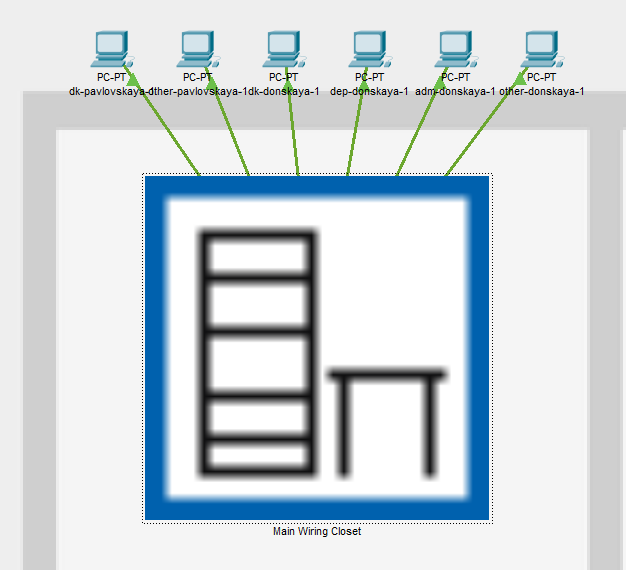 PC-PT
dk-pavlovskaya-1
PC-PT
other-pavlovskaya-1
PC-PT
dk-donskaya-1
PC-PT
dep-donskaya-1
PC-PT
adm-donskaya-1
PC-PT
other-donskaya-1
Main Wiring Closet